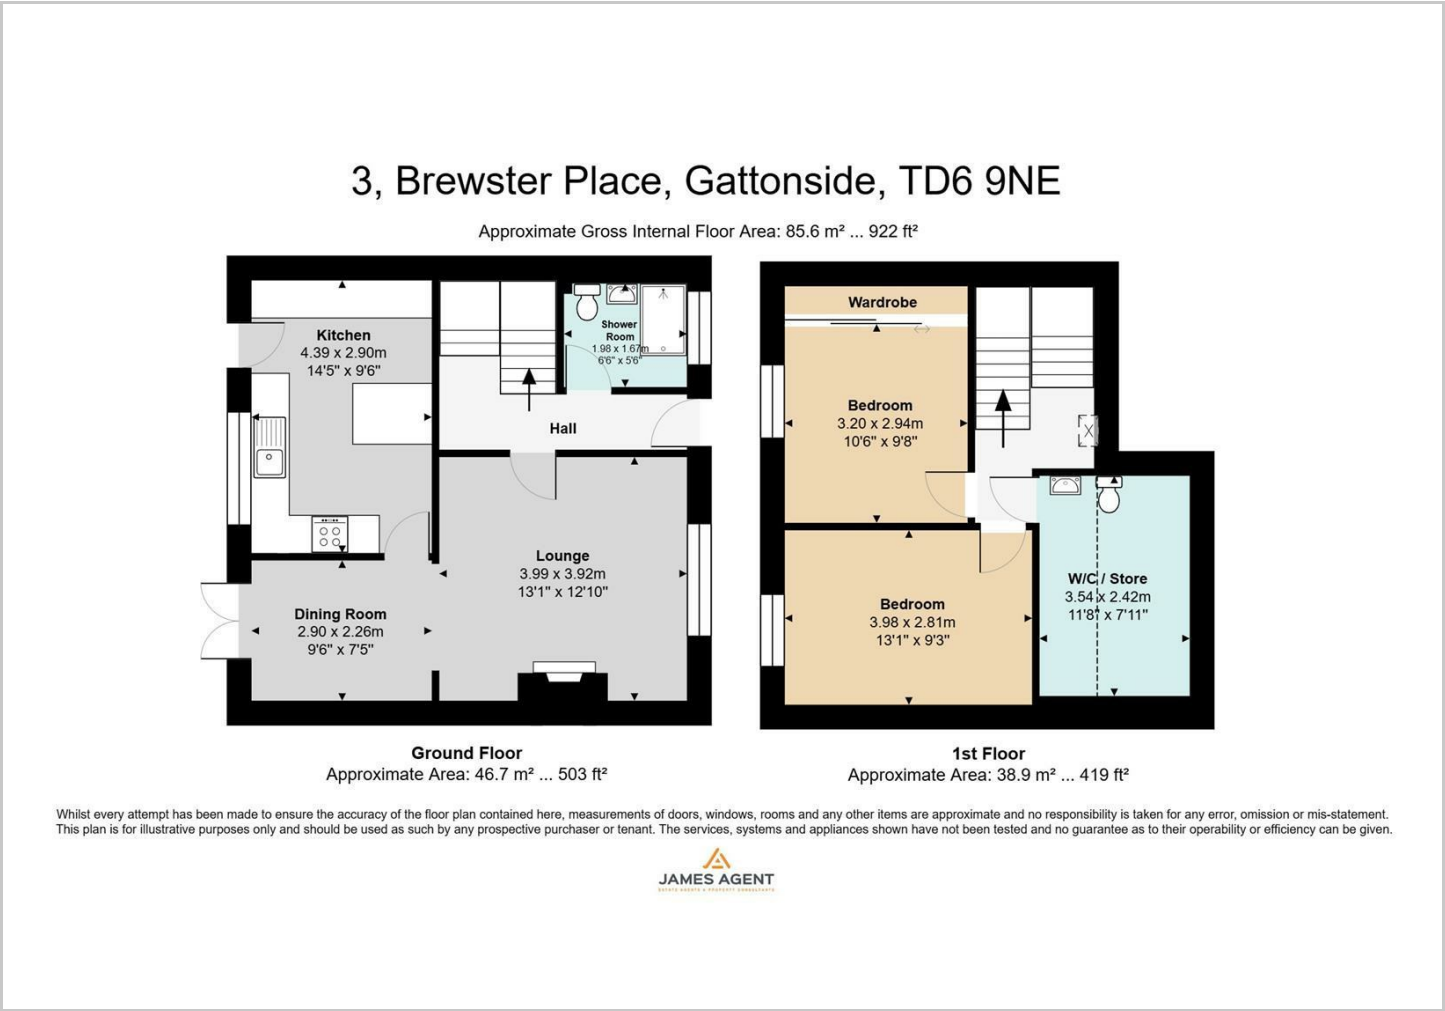 3, Brewster Place, Gattonside, TD6 9NE
Approximate Gross Internal Floor Area: 85.6 m² ... 922 ft²
Kitchen
4.39 x 2.90m
14'5" x 9'6"
Shower
Room
1.98 x 1.67m
6'6" x 5'6"
Hall
Lounge
3.99 x 3.92m
13'1" x 12'10"
Dining Room
2.90 x 2.26m
9'6" x 7'5"
Ground Floor
Approximate Area: 46.7 m² ... 503 ft²
Wardrobe
Bedroom
3.20 x 2.94m
10'6" x 9'8"
W/C / Store
3.54 x 2.42m
11'8" x 7'11"
Bedroom
3.98 x 2.81m
13'1" x 9'3"
1st Floor
Approximate Area: 38.9 m² ... 419 ft²
Whilst every attempt has been made to ensure the accuracy of the floor plan contained here, measurements of doors, windows, rooms and any other items are approximate and no responsibility is taken for any error, omission or mis-statement.
This plan is for illustrative purposes only and should be used as such by any prospective purchaser or tenant. The services, systems and appliances shown have not been tested and no guarantee as to their operability or efficiency can be given.
JAMES AGENT
ESTATE AGENTS & PROPERTY CONSULTANTS